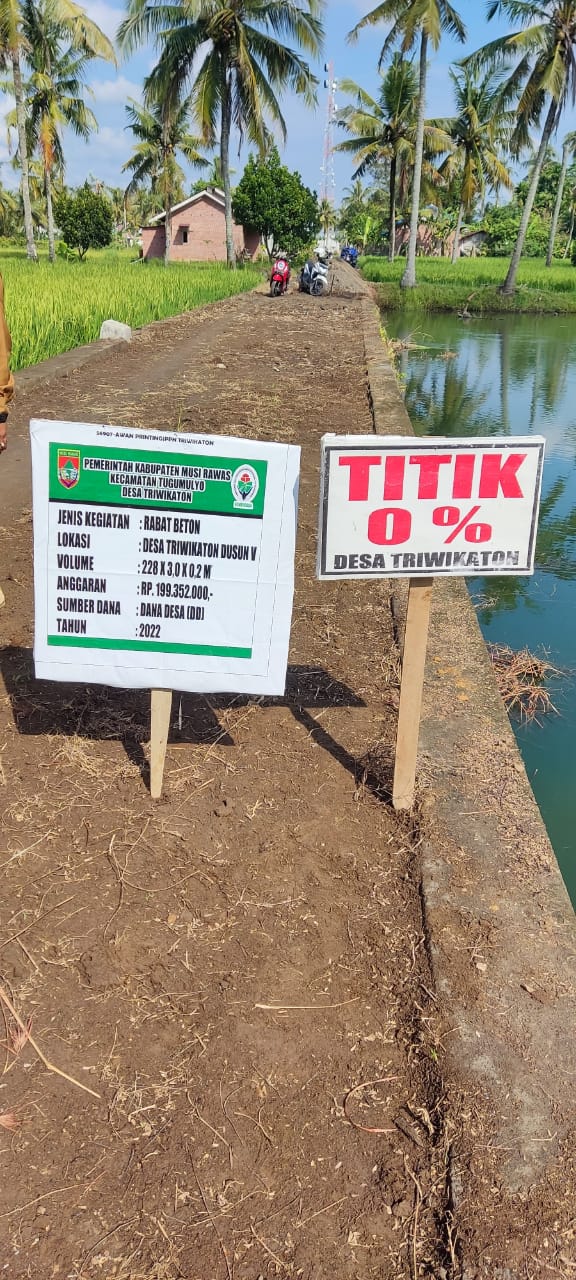 PEMERINTAH KABUPATEN MUSI RAWAS
KECAMATAN TUGUMULYO
DESA TRIWIKATON
JENIS KEGIATAN : RABAT BETON
LOKASI : DESA TRIWIKATON DUSUN V
VOLUME : 228 X 3,0 X 0,2 M
ANGGARAN : RP. 199.352.000,-
SUMBER DANA : DANA DESA (DD)
TAHUN : 2022
TITIK
0 %
DESA TRIWIKATON